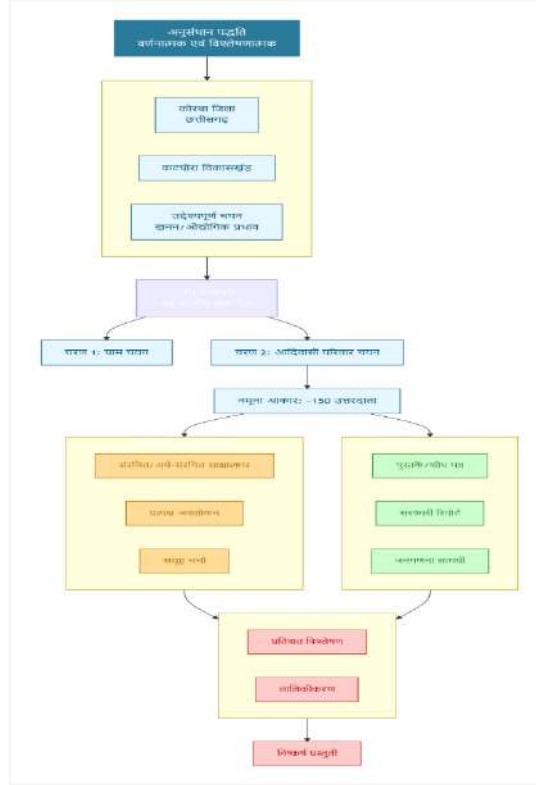 अनुसंधान पद्धति
वर्णनात्मक एवं विश्लेषणात्मक
कोरबा जिला
छत्तीसगढ़
कटघोरा विकासखंड
उद्देश्यपूर्ण चयन
खनन/औद्योगिक प्रभाव
चरण 1: ग्राम चयन
चरण 2: आदिवासी परिवार चयन
नमूना आकार: ~150 उत्तरदाता
संरचित/अर्ध-संरचित साक्षात्कार
प्रत्यक्ष अवलोकन
समूह चर्चा
पुस्तकें/शोध पत्र
सरकारी रिपोर्ट
जनगणना सामग्री
प्रतिशत विश्लेषण
तालिकीकरण
निष्कर्ष प्रस्तुती